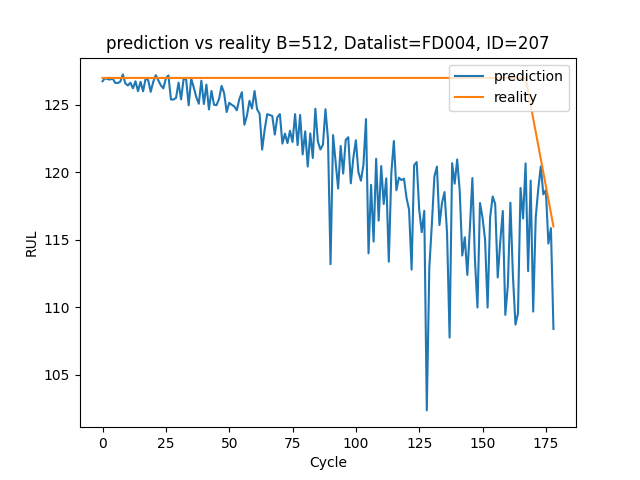 prediction vs reality B=512, Datalist=FD004, ID=207
prediction
reality
RUL
125
120
115
110
105
0
25
50
75
100
125
150
175
Cycle